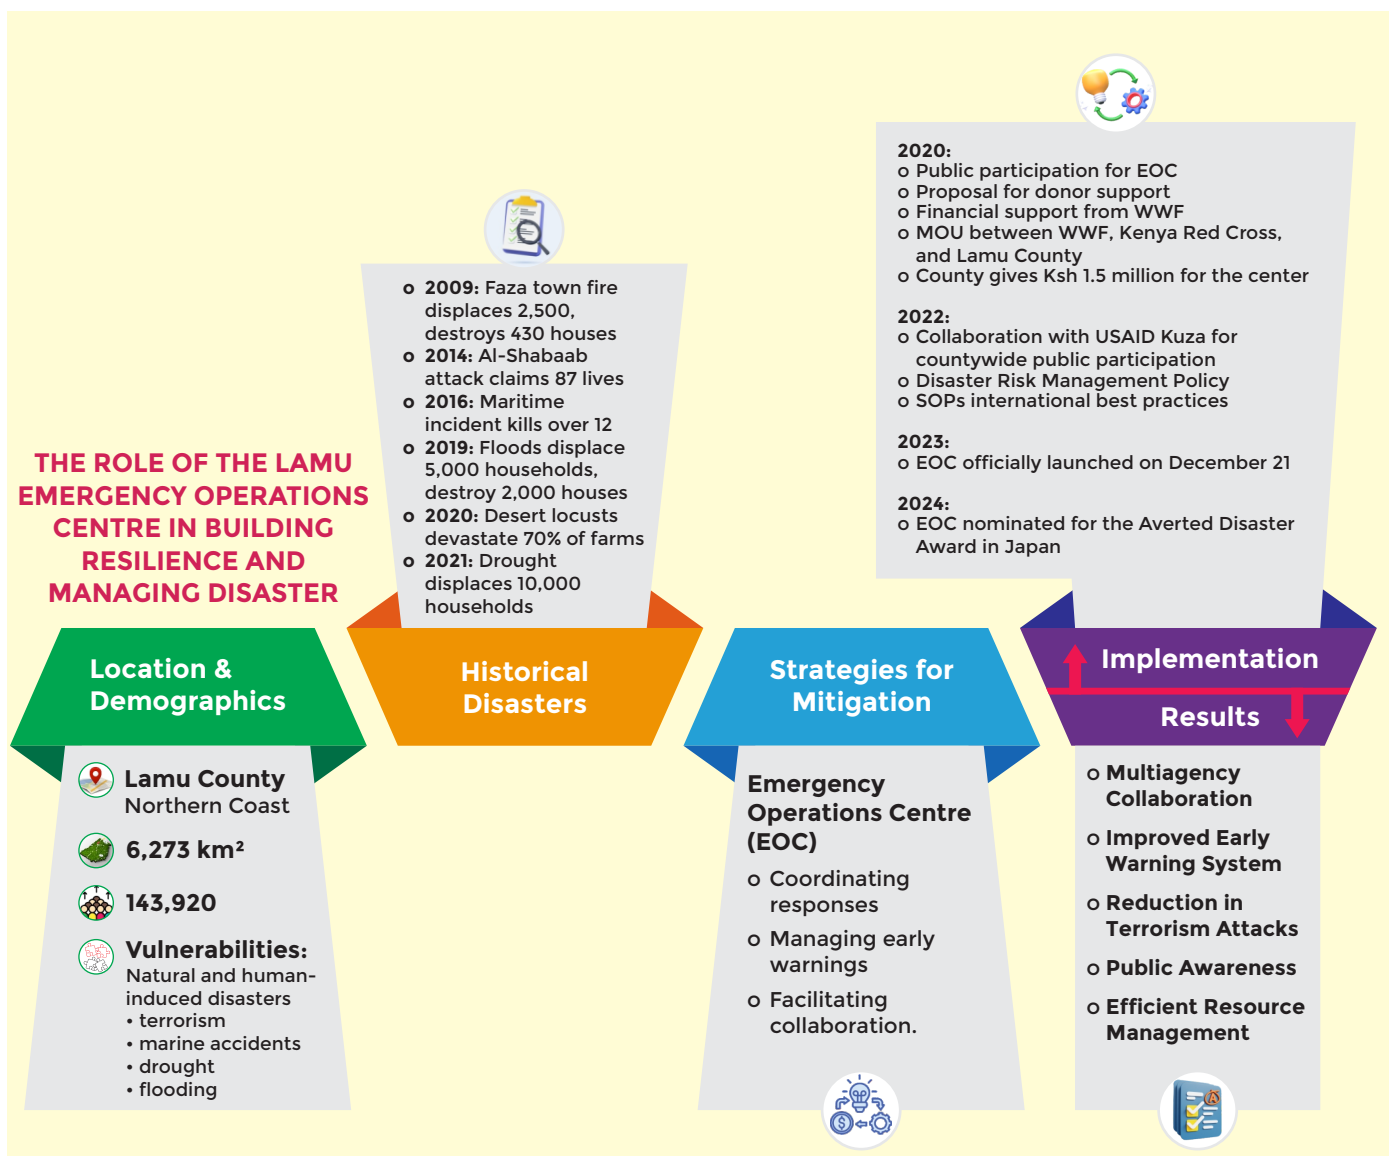 THE ROLE OF THE LAMU
EMERGENCY OPERATIONS
CENTRE IN BUILDING
RESILIENCE AND
MANAGING DISASTER
Location &
Demographics
Lamu County
Northern Coast
6,273 km²
143,920
Vulnerabilities:
Natural and human-
induced disasters
• terrorism
• marine accidents
• drought
• flooding
o 2009: Faza town fire
displaces 2,500,
destroys 430 houses
o 2014: Al-Shabaab
attack claims 87 lives
o 2016: Maritime
incident kills over 12
o 2019: Floods displace
5,000 households,
destroy 2,000 houses
o 2020: Desert locusts
devastate 70% of farms
o 2021: Drought
displaces 10,000
households
Historical
Disasters
Strategies for
Mitigation
Emergency
Operations Centre
(EOC)
o Coordinating
responses
o Managing early
warnings
o Facilitating
collaboration.
2020:
o Public participation for EOC
o Proposal for donor support
o Financial support from WWF
o MOU between WWF, Kenya Red Cross,
and Lamu County
o County gives Ksh 1.5 million for the center
2022:
o Collaboration with USAID Kuza for
countywide public participation
o Disaster Risk Management Policy
o SOPs international best practices
2023:
o EOC officially launched on December 21
2024:
o EOC nominated for the Averted Disaster
Award in Japan
Implementation
Results
o Multiagency
Collaboration
o Improved Early
Warning System
o Reduction in
Terrorism Attacks
o Public Awareness
o Efficient Resource
Management